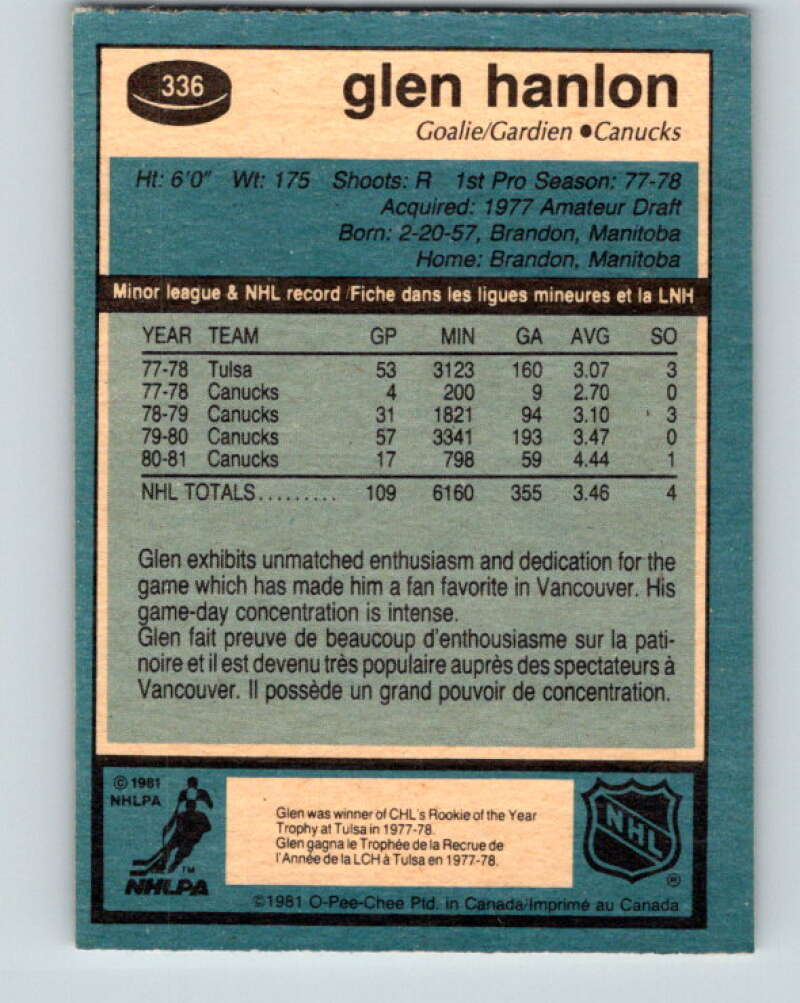 336
glen hanlon
Goalie/Gardien ●Canucks
Ht: 6'0" Wt: 175 Shoots: R 1st Pro Season: 77-78
Acquired: 1977 Amateur Draft
Born: 2-20-57, Brandon, Manitoba
Home: Brandon, Manitoba
Minor league & NHL record/Fiche dans les ligues mineures et la LNH
YEAR TEAM GP MIN GA AVG SO
77-78 Tulsa 53 3123 160 3.07 3
77-78 Canucks 4 200 9 2.70 0
78-79 Canucks 31 1821 94 3.10 3
79-80 Canucks 57 3341 193 3.47 0
80-81 Canucks 17 798 59 4.44 1
NHL TOTALS......... 109 6160 355 3.46 4
Glen exhibits unmatched enthusiasm and dedication for the
game which has made him a fan favorite in Vancouver. His
game-day concentration is intense.
Glen fait preuve de beaucoup d'enthousiasme sur la pati-
noire et il est devenu très populaire auprès des spectateurs à
Vancouver. Il possède un grand pouvoir de concentration.
© 1981
NHLPA
TM
NHLPA
Glen was winner of CHL's Rookie of the Year
Trophy at Tulsa in 1977-78.
Glen gagna le Trophée de la Recrue de
l'Année de la LCH à Tulsa en 1977-78.
NHL
®
©1981 O-Pee-Chee Ptd. in Canada/Imprimé au Canada